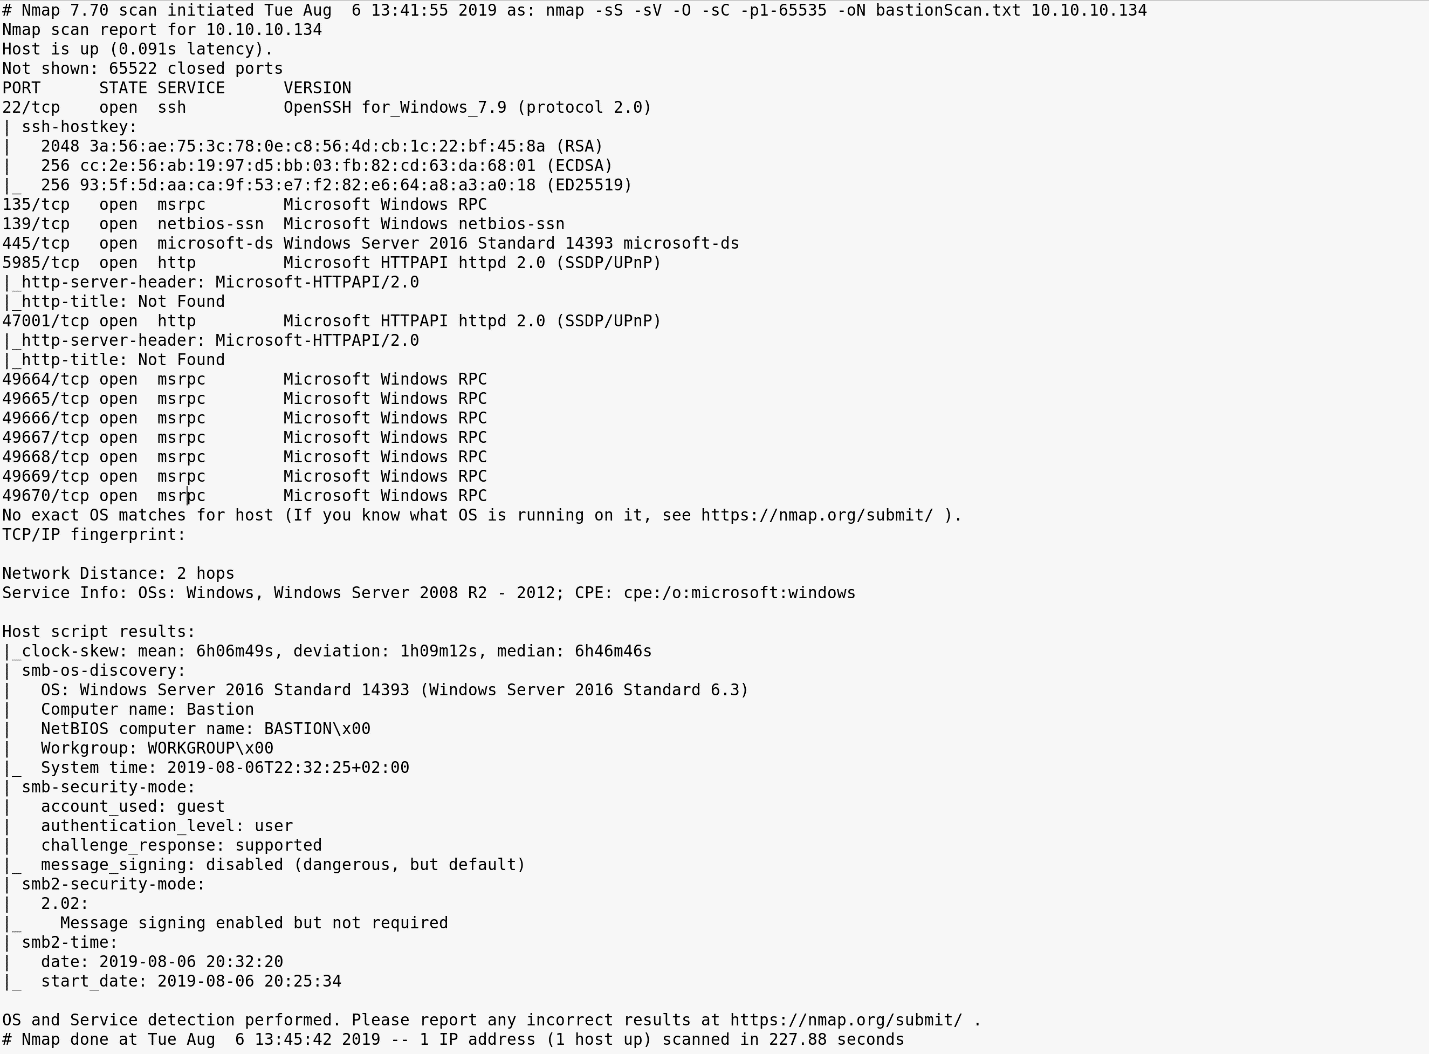 # Nmap 7.70 scan initiated Tue Aug  6 13:41:55 2019 as: nmap -sS -sV -O -sC -p1-65535 -oN bastionScan.txt 10.10.10.134
Nmap scan report for 10.10.10.134
Host is up (0.091s latency).
Not shown: 65522 closed ports
PORT      STATE SERVICE      VERSION
22/tcp    open  ssh          OpenSSH for_Windows_7.9 (protocol 2.0)
| ssh-hostkey:
|   2048 3a:56:ae:75:3c:78:0e:c8:56:4d:cb:1c:22:bf:45:8a (RSA)
|   256 cc:2e:56:ab:19:97:d5:bb:03:fb:82:cd:63:da:68:01 (ECDSA)
|_  256 93:5f:5d:aa:ca:9f:53:e7:f2:82:e6:64:a8:a3:a0:18 (ED25519)
135/tcp   open  msrpc        Microsoft Windows RPC
139/tcp   open  netbios-ssn  Microsoft Windows netbios-ssn
445/tcp   open  microsoft-ds Windows Server 2016 Standard 14393 microsoft-ds
5985/tcp  open  http         Microsoft HTTPAPI httpd 2.0 (SSDP/UPnP)
|_http-server-header: Microsoft-HTTPAPI/2.0
|_http-title: Not Found
47001/tcp open  http         Microsoft HTTPAPI httpd 2.0 (SSDP/UPnP)
|_http-server-header: Microsoft-HTTPAPI/2.0
|_http-title: Not Found
49664/tcp open  msrpc        Microsoft Windows RPC
49665/tcp open  msrpc        Microsoft Windows RPC
49666/tcp open  msrpc        Microsoft Windows RPC
49667/tcp open  msrpc        Microsoft Windows RPC
49668/tcp open  msrpc        Microsoft Windows RPC
49669/tcp open  msrpc        Microsoft Windows RPC
49670/tcp open  msrpc        Microsoft Windows RPC
No exact OS matches for host (If you know what OS is running on it, see https://nmap.org/submit/ ).
TCP/IP fingerprint:

Network Distance: 2 hops
Service Info: OSs: Windows, Windows Server 2008 R2 - 2012; CPE: cpe:/o:microsoft:windows

Host script results:
|_clock-skew: mean: 6h06m49s, deviation: 1h09m12s, median: 6h46m46s
| smb-os-discovery:
|   OS: Windows Server 2016 Standard 14393 (Windows Server 2016 Standard 6.3)
|   Computer name: Bastion
|   NetBIOS computer name: BASTION\x00
|   Workgroup: WORKGROUP\x00
|_  System time: 2019-08-06T22:32:25+02:00
| smb-security-mode:
|   account_used: guest
|   authentication_level: user
|   challenge_response: supported
|_  message_signing: disabled (dangerous, but default)
| smb2-security-mode:
|   2.02:
|_    Message signing enabled but not required
| smb2-time:
|   date: 2019-08-06 20:32:20
|_  start_date: 2019-08-06 20:25:34

OS and Service detection performed. Please report any incorrect results at https://nmap.org/submit/ .
# Nmap done at Tue Aug  6 13:45:42 2019 -- 1 IP address (1 host up) scanned in 227.88 seconds